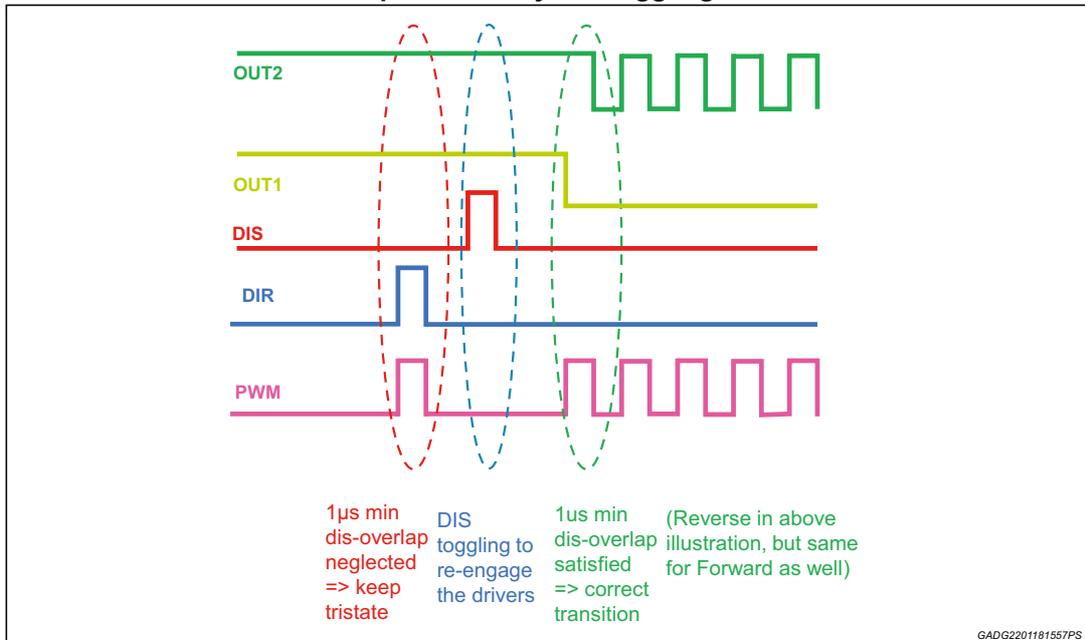 OUT2
OUT1
DIS
DIR
PWM
1µs min
dis-overlap
neglected
=> keep
tristate
DIS
toggling to
re-engage
the drivers
1us min
dis-overlap
satisfied
=> correct
transition
(Reverse in above
illustration, but same
for Forward as well)
GADG2201181557PS